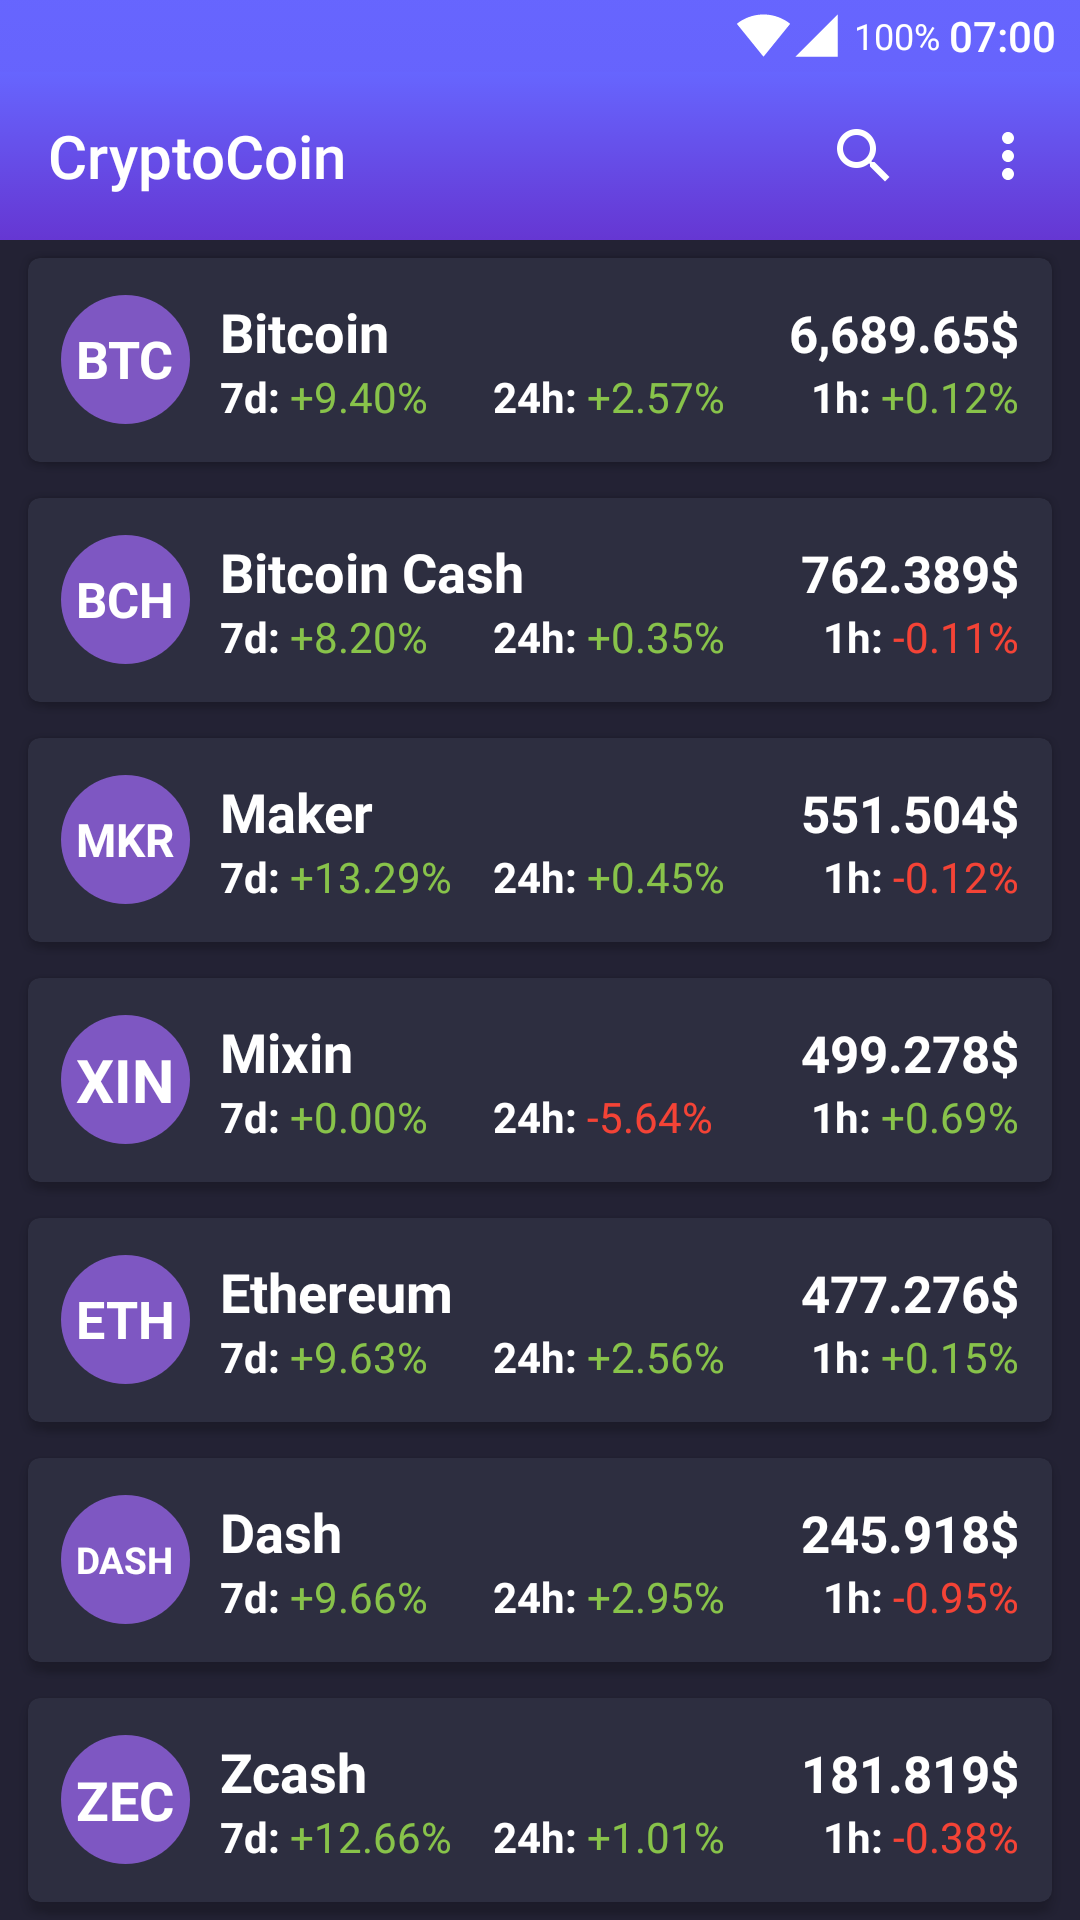 100% 07:00
CryptoCoin
BTC Bitcoin 6,689.65$
7d: +9.40% 24h: +2.57% 1h: +0.12%
BCH Bitcoin Cash 762.389$
7d: +8.20% 24h: +0.35% 1h: -0.11%
MKR Maker 551.504$
7d: +13.29% 24h: +0.45% 1h: -0.12%
XIN Mixin 499.278$
7d: +0.00% 24h: -5.64% 1h: +0.69%
ETH Ethereum 477.276$
7d: +9.63% 24h: +2.56% 1h: +0.15%
DASH Dash 245.918$
7d: +9.66% 24h: +2.95% 1h: -0.95%
ZEC Zcash 181.819$
7d: +12.66% 24h: +1.01% 1h: -0.38%